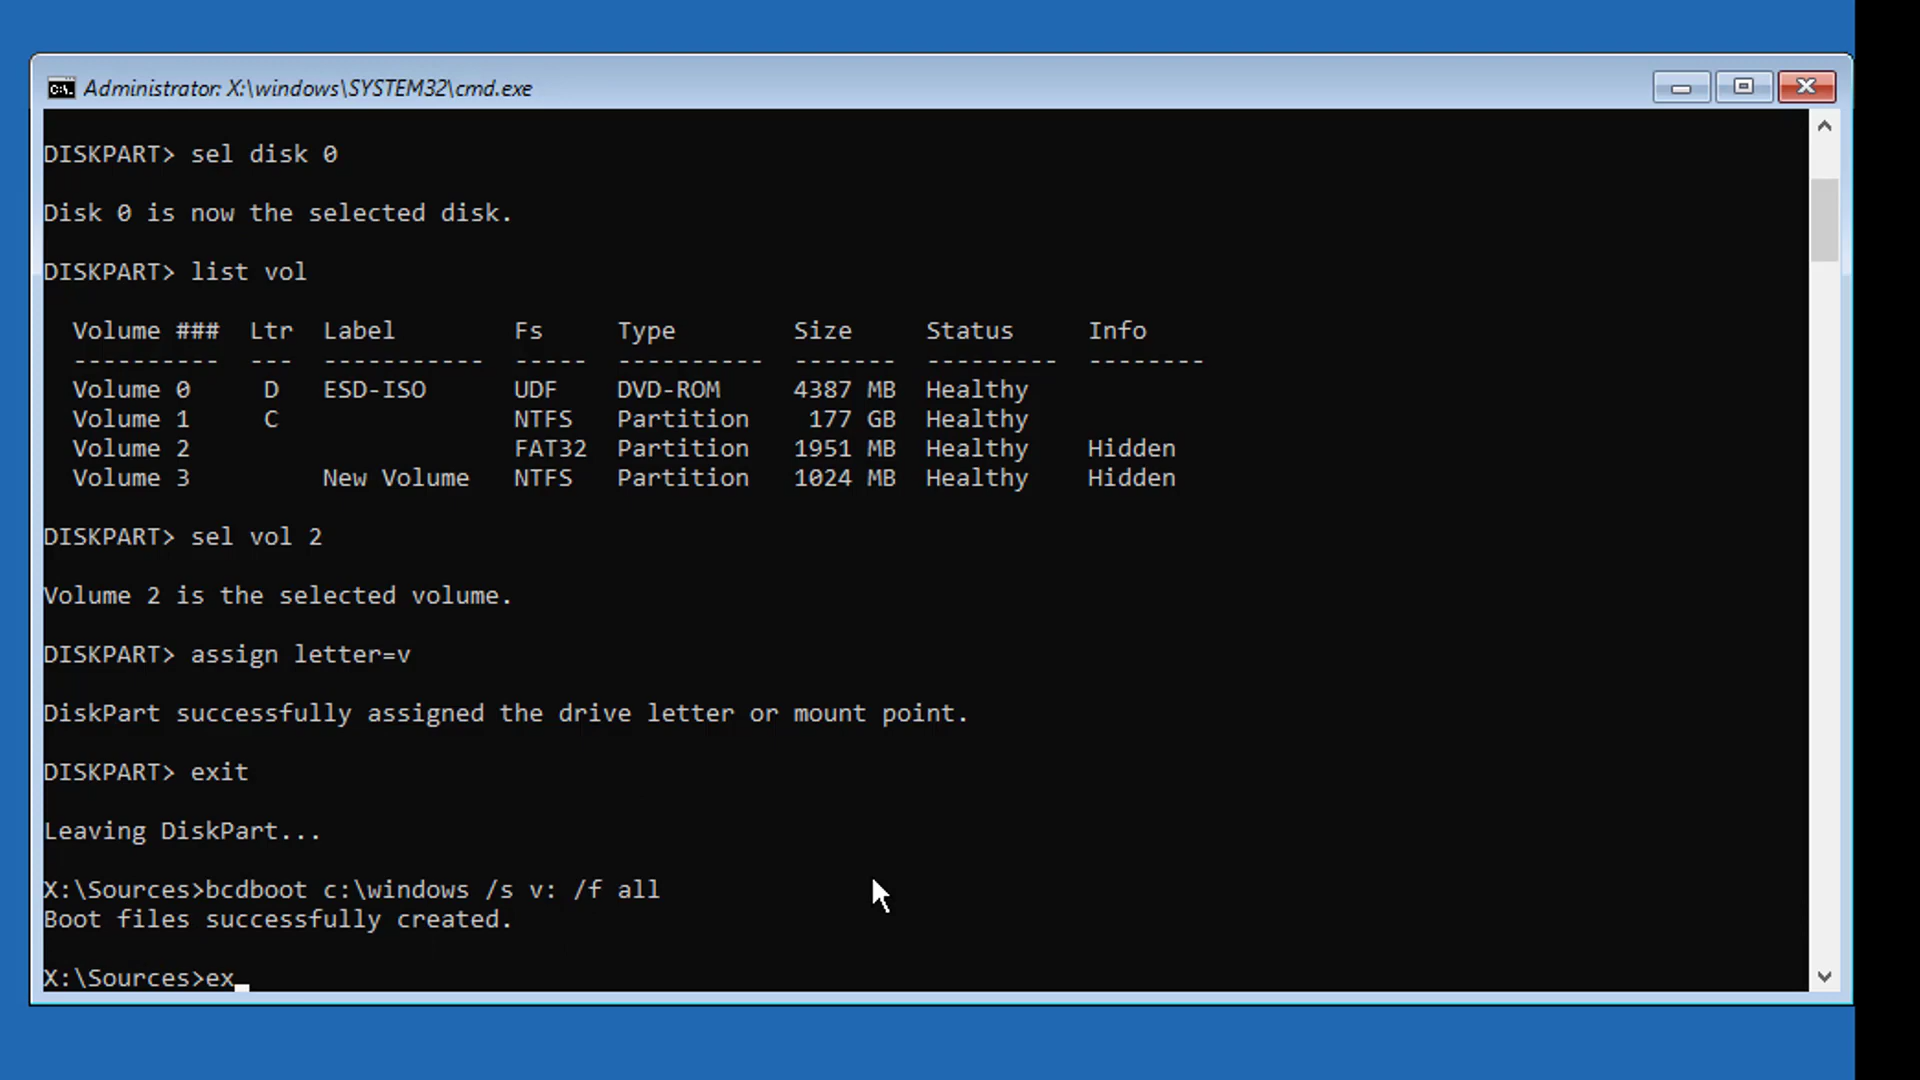 Administrator: X:\windows\SYSTEM32\cmd.exe
DISKPART> sel disk 0
Disk 0 is now the selected disk.
DISKPART> list vol
Volume ###  Ltr  Label        Fs     Type        Size     Status     Info
----------  ---  -----------  -----  ----------  -------  ---------  --------
Volume 0     D   ESD-ISO      UDF    DVD-ROM     4387 MB  Healthy
Volume 1     C                NTFS   Partition    177 GB  Healthy
Volume 2                      FAT32  Partition   1951 MB  Healthy    Hidden
Volume 3         New Volume   NTFS   Partition   1024 MB  Healthy    Hidden
DISKPART> sel vol 2
Volume 2 is the selected volume.
DISKPART> assign letter=v
DiskPart successfully assigned the drive letter or mount point.
DISKPART> exit
Leaving DiskPart...
X:\Sources>bcdboot c:\windows /s v: /f all
Boot files successfully created.
X:\Sources>ex